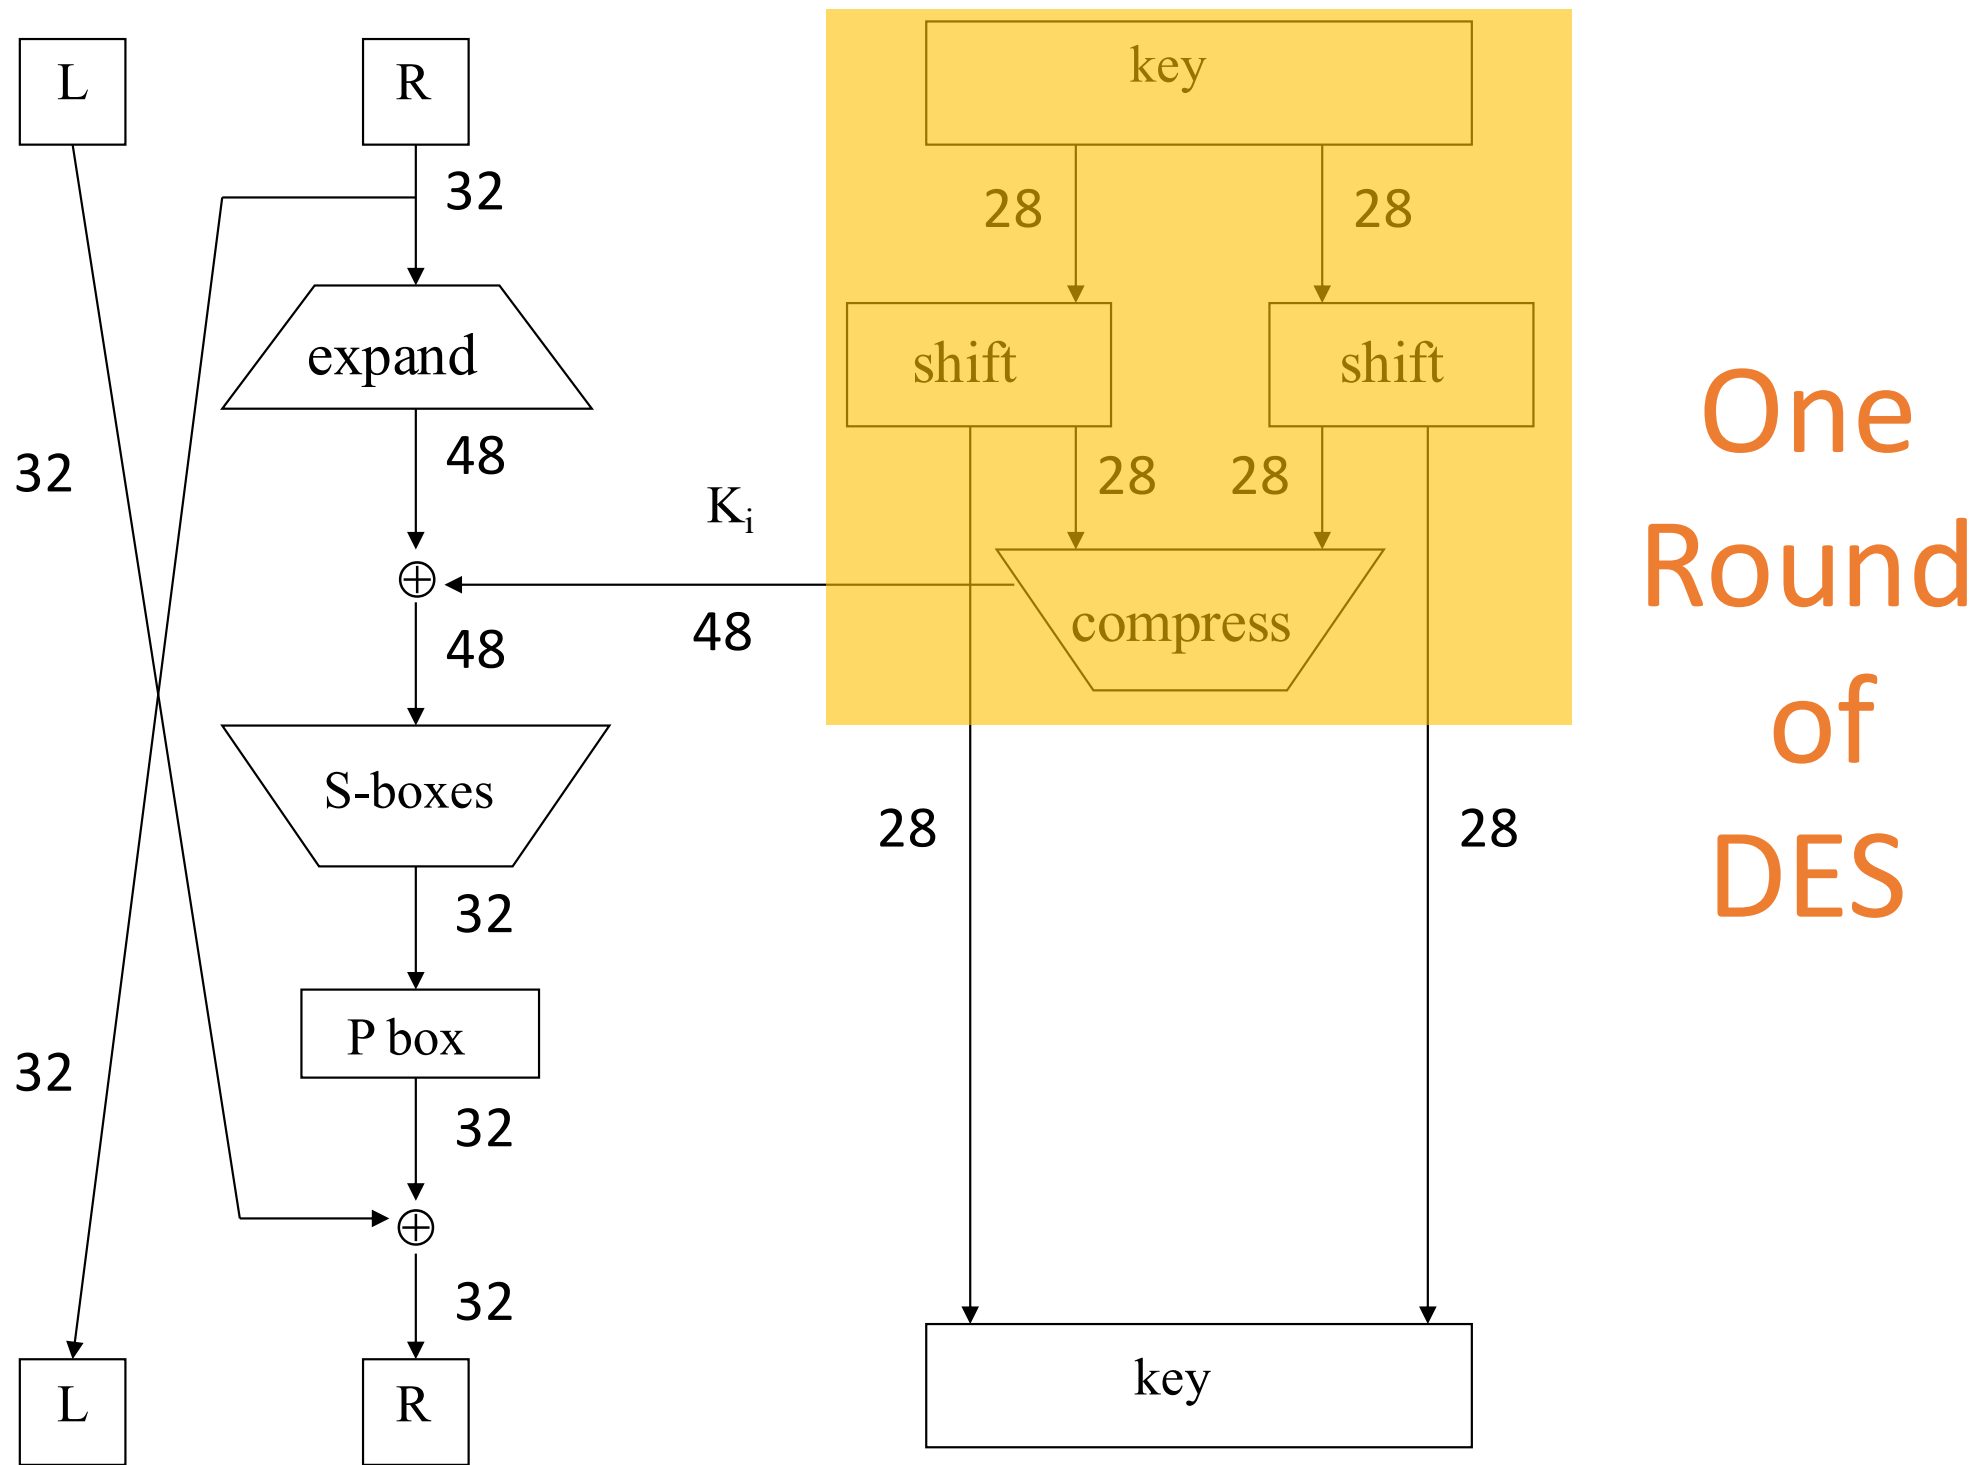 L
R
key
32
28
28
expand
shift
shift
One
Round
of
DES
32
48
28
28
Ki
48
48
compress
S-boxes
28
28
32
P box
32
32
32
L
R
key